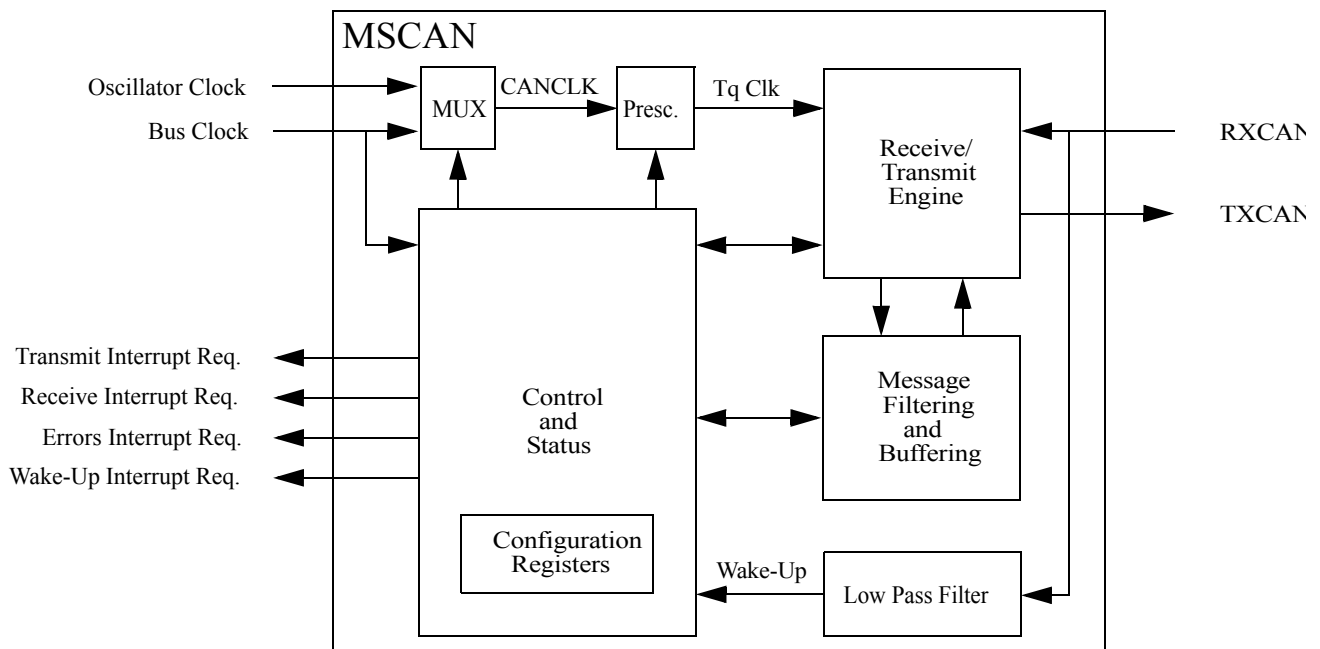 MSCAN
Oscillator Clock
Bus Clock
MUX
CANCLK
Presc.
Tq Clk
Receive/
Transmit
Engine
RXCAN
TXCAN
Transmit Interrupt Req.
Receive Interrupt Req.
Errors Interrupt Req.
Wake-Up Interrupt Req.
Control
and
Status
Message
Filtering
and
Buffering
Configuration
Registers
Wake-Up
Low Pass Filter